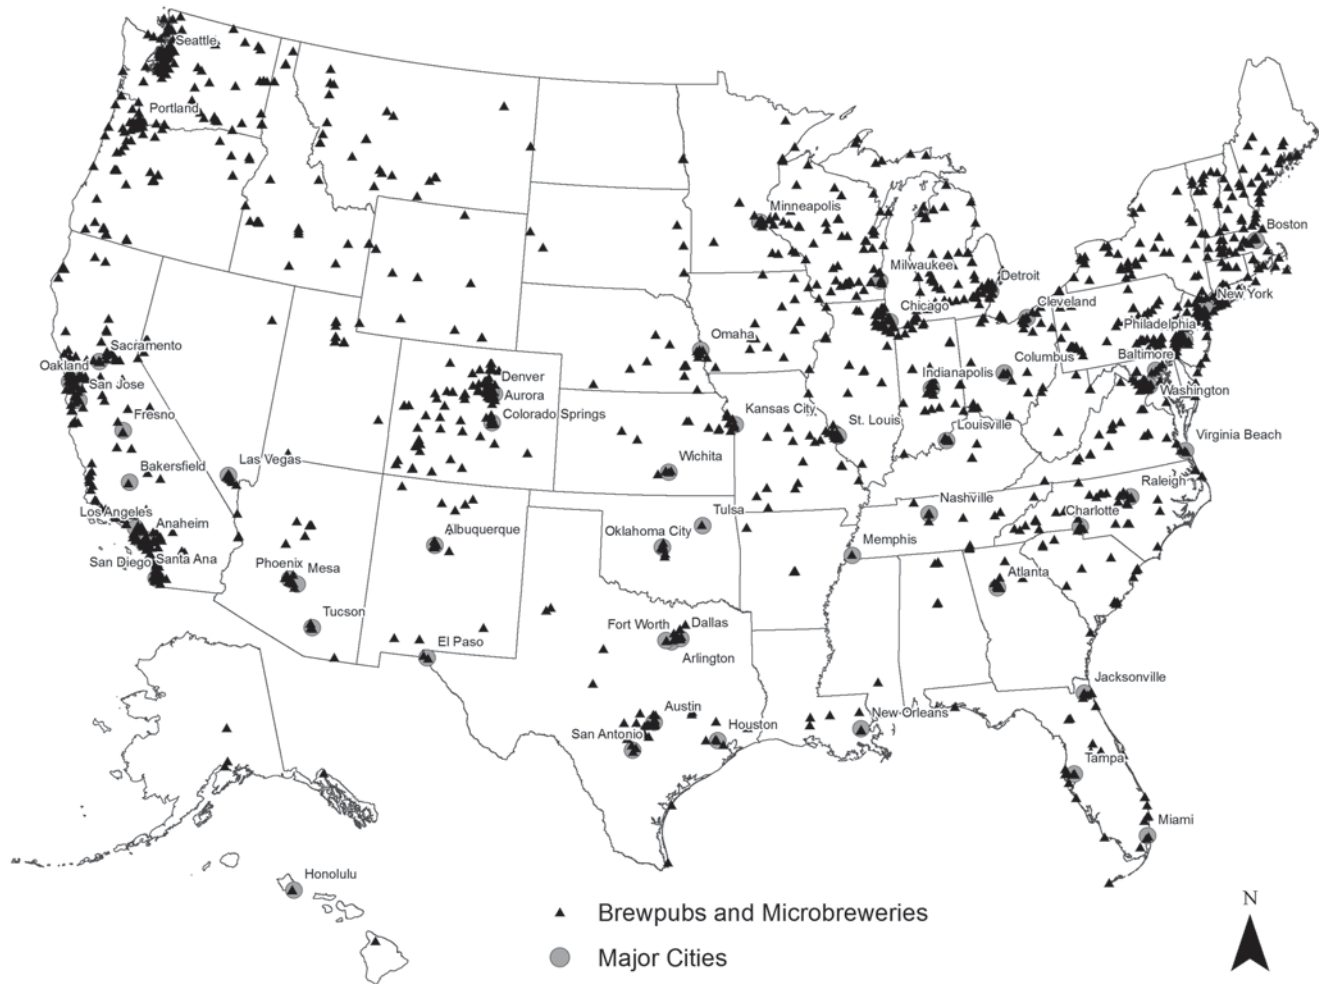 Seattle
Portland
Minneapolis
Boston
Milwaukee
Detroit
Chicago
Cleveland
New York
Philadelphia
Omaha
Sacramento
Oakland
San Jose
Columbus
Baltimore
Indianapolis
Washington
Denver
Aurora
Colorado Springs
Kansas City
St. Louis
Louisville
Virginia Beach
Fresno
Las Vegas
Bakersfield
Wichita
Raleigh
Nashville
Charlotte
Los Angeles
Anaheim
Tulsa
Albuquerque
Oklahoma City
Memphis
San Diego
Santa Ana
Phoenix
Mesa
Atlanta
Tucson
Fort Worth
Dallas
El Paso
Arlington
Jacksonville
Austin
New Orleans
Houston
San Antonio
Tampa
Miami
Honolulu
Brewpubs and Microbreweries
Major Cities
N